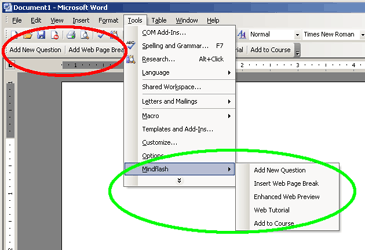 Document1 - Microsoft Word
File Edit View Insert Format Tools Table Window Help
Normal Times New Roman
Add New Question Add Web Page Break Add to Course
COM Add-Ins...
Spelling and Grammar... F7
Research... Alt+Click
Language
Shared Workspace...
Letters and Mailings
Macro
Templates and Add-Ins...
Customize...
Options...
Mindflash
Add New Question
Insert Web Page Break
Enhanced Web Preview
Web Tutorial
Add to Course